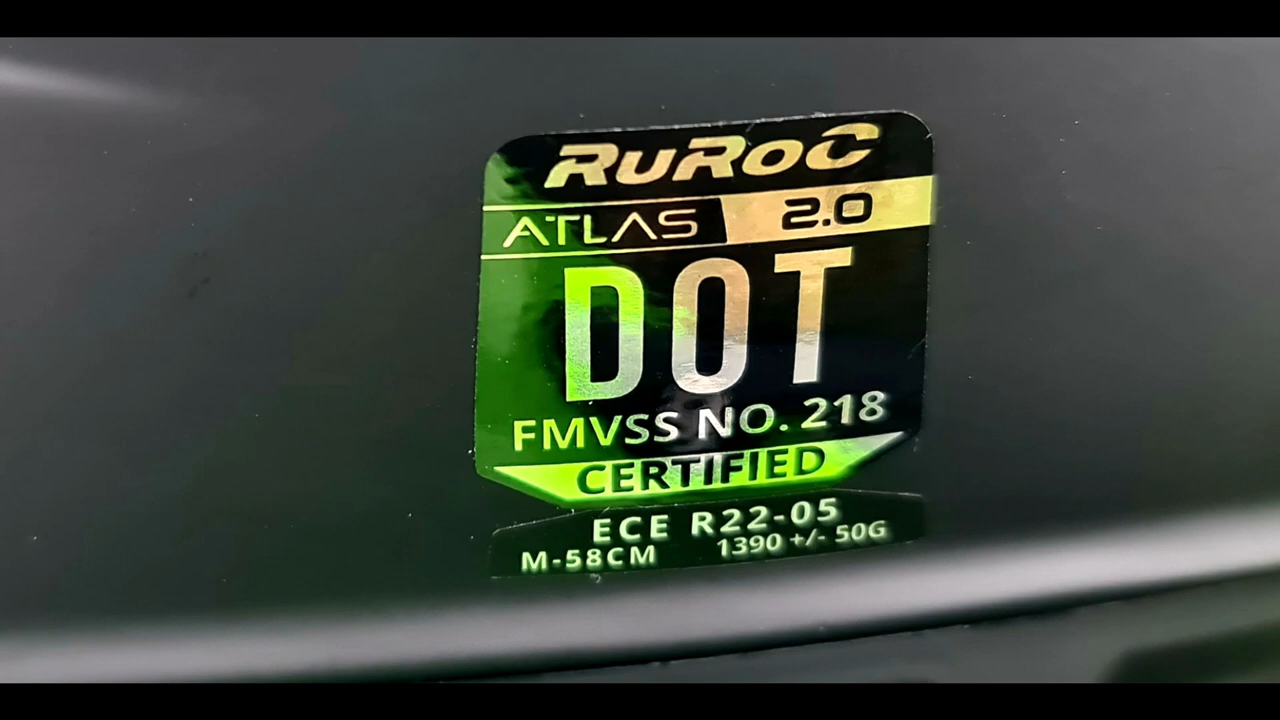 RuRoC
ATLAS 2.0
DOT
FMVSS NO. 218
CERTIFIED
ECE R22-05
M-58CM 1390 +/- 50G